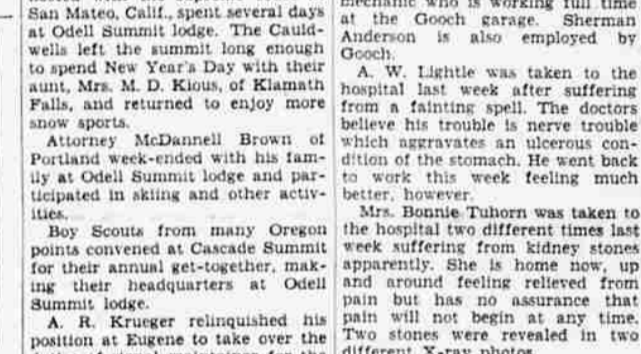 San Mateo, Calif., spent several days
at Odell Summit lodge. The Cauld-
wells left the summit long enough
to spend New Year's Day with their
aunt, Mrs. M. D. Kious, of Klamath
Falls, and returned to enjoy more
snow sports.
Attorney McDannell Brown of
Portland week-ended with his fam-
ily at Odell Summit lodge and par-
ticipated in skiing and other activ-
ities.
Boy Scouts from many Oregon
points convened at Cascade Summit
for their annual get-together, mak-
ing their headquarters at Odell
Summit lodge.
A. R. Krueger relinquished his
position at Eugene to take over the
mechanic who is working full time
at the Gooch garage. Sherman
Anderson is also employed by
Gooch.
A. W. Lightle was taken to the
hospital last week after suffering
from a fainting spell. The doctors
believe his trouble is nerve trouble
which aggravates an ulcerous con-
dition of the stomach. He went back
to work this week feeling much
better, however.
Mrs. Bonnie Tuhorn was taken to
the hospital two different times last
week suffering from kidney stones
apparently. She is home now, up
and around feeling relieved from
pain but has no assurance that
pain will not begin at any time.
Two stones were revealed in two
different X-ray photos.